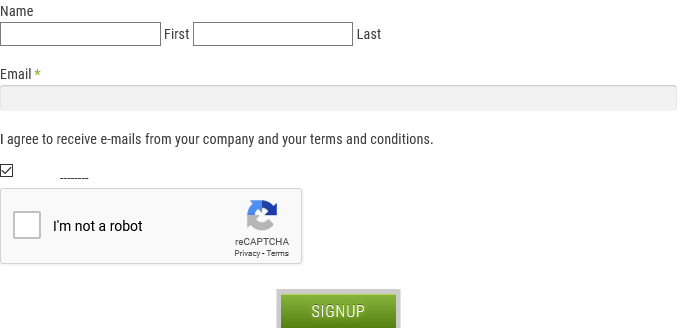 Name
First Last
Email *
I agree to receive e-mails from your company and your terms and conditions.
--------
I'm not a robot
reCAPTCHA
Privacy - Terms
SIGNUP